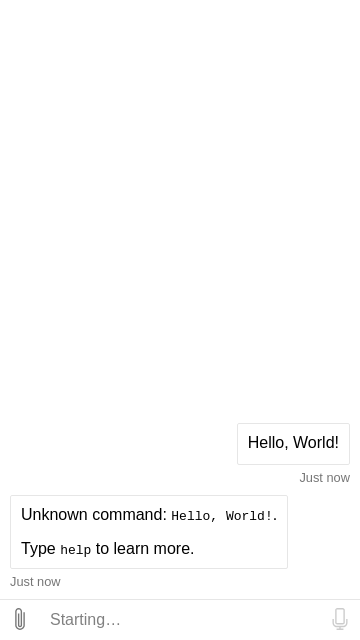 Hello, World!
Just now
Unknown command: Hello, World!.
Type help to learn more.
Just now
Starting…